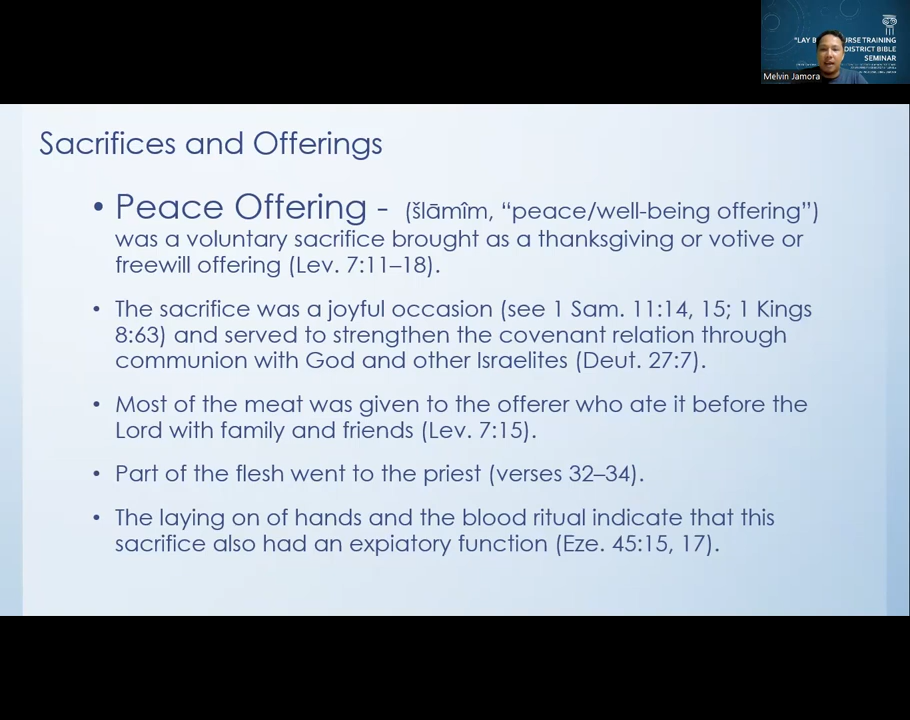 "LAY B URSE TRAINING
DISTRICT BIBLE
SEMINAR
Melvin Jamora
Sacrifices and Offerings
• Peace Offering - (šlāmîm, “peace/well-being offering”)
was a voluntary sacrifice brought as a thanksgiving or votive or
freewill offering (Lev. 7:11–18).
• The sacrifice was a joyful occasion (see 1 Sam. 11:14, 15; 1 Kings
8:63) and served to strengthen the covenant relation through
communion with God and other Israelites (Deut. 27:7).
• Most of the meat was given to the offerer who ate it before the
Lord with family and friends (Lev. 7:15).
• Part of the flesh went to the priest (verses 32–34).
• The laying on of hands and the blood ritual indicate that this
sacrifice also had an expiatory function (Eze. 45:15, 17).